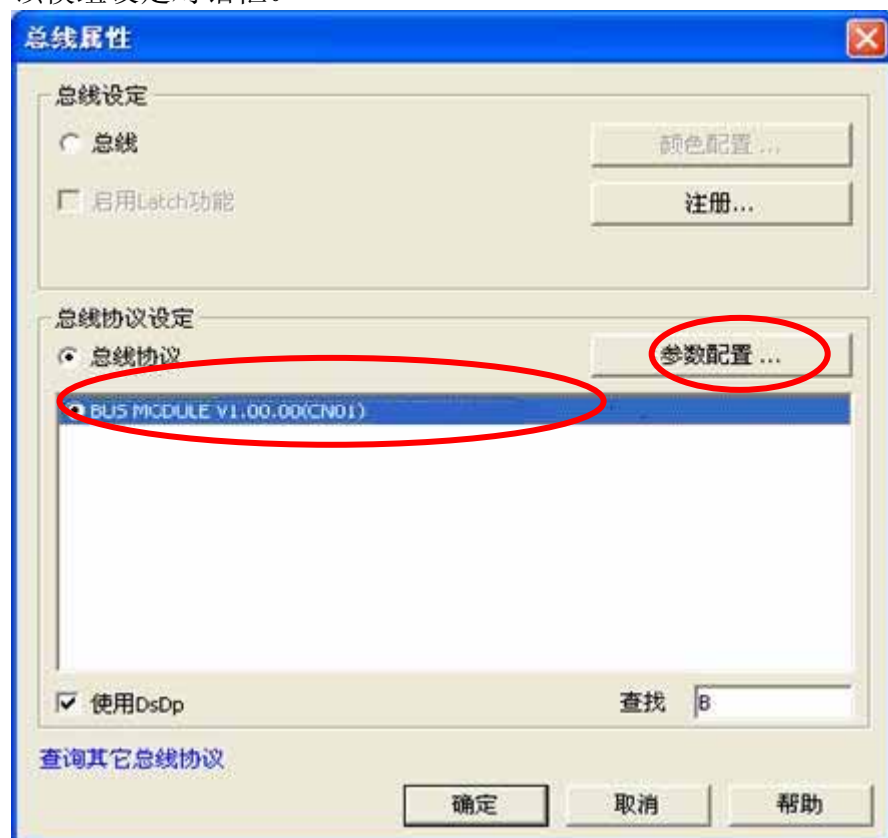 总线属性
总线设定
总线
颜色配置 ...
启用Latch功能
注册...
总线协议设定
总线协议
参数配置 ...
BUS MODULE V1.00.00(CN01)
使用DsDp
查找 B
查询其它总线协议
确定 取消 帮助